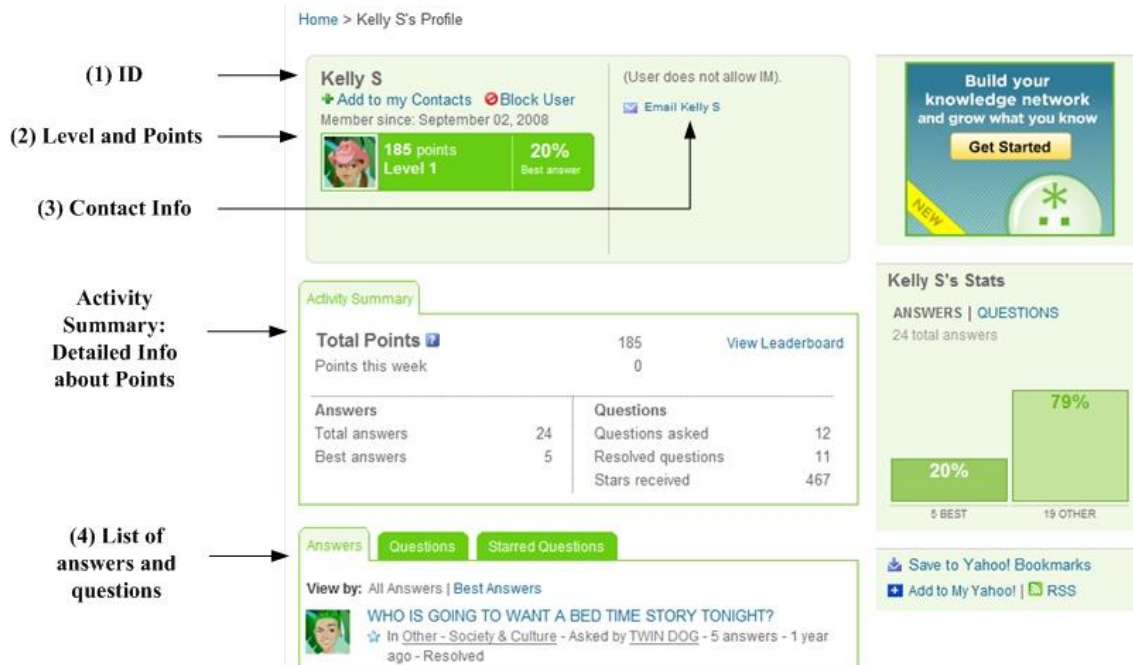 Home > Kelly S's Profile
(1) ID
Kelly S
Add to my Contacts Block User
Member since: September 02, 2008
(2) Level and Points
185 points
Level 1
20%
Best answer
(User does not allow IM).
Email Kelly S
(3) Contact Info
Build your
knowledge network
and grow what you know
Get Started
NEW
Activity
Summary:
Detailed Info
about Points
Activity Summary
Total Points ? 185 View Leaderboard
Points this week 0
Answers
Total answers 24
Best answers 5
Questions
Questions asked 12
Resolved questions 11
Stars received 467
Kelly S's Stats
ANSWERS | QUESTIONS
24 total answers
20%
79%
5 BEST
19 OTHER
(4) List of
answers and
questions
Answers Questions Starred Questions
View by: All Answers | Best Answers
WHO IS GOING TO WANT A BED TIME STORY TONIGHT?
In Other - Society & Culture - Asked by TWIN DOG - 5 answers - 1 year
ago - Resolved
Save to Yahoo! Bookmarks
Add to My Yahoo! | RSS